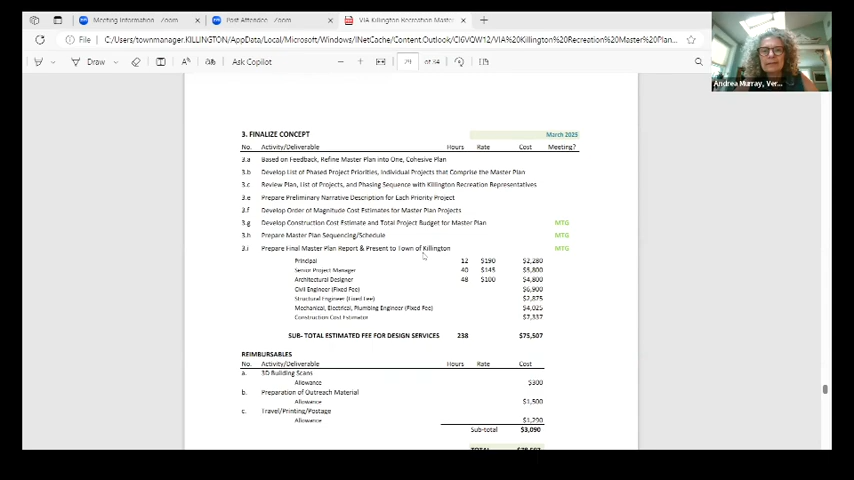 Meeting Information - Zoom
Post Attendee - Zoom
VIA Killington Recreation Master
File
C:/Users/townmanager.KILLINGTON/AppData/Local/Microsoft/Windows/INetCache/Content.Outlook/CI6VQW12/VIA%20Killington%20Recreation%20Master%20Plan...
Draw
Ask Copilot
29 of 34
Andrea Murray, Ver...
3. FINALIZE CONCEPT March 2025
No. Activity/Deliverable Hours Rate Cost Meeting?
3.a Based on Feedback, Refine Master Plan into One, Cohesive Plan
3.b Develop List of Phased Project Priorities, Individual Projects that Comprise the Master Plan
3.c Review Plan, List of Projects, and Phasing Sequence with Killington Recreation Representatives
3.e Prepare Preliminary Narrative Description for Each Priority Project
3.f Develop Order of Magnitude Cost Estimates for Master Plan Projects
3.g Develop Construction Cost Estimate and Total Project Budget for Master Plan MTG
3.h Prepare Master Plan Sequencing/Schedule MTG
3.i Prepare Final Master Plan Report & Present to Town of Killington MTG
Principal 12 $190 $2,280
Senior Project Manager 40 $145 $5,800
Architectural Designer 48 $100 $4,800
Civil Engineer (Fixed Fee) $6,900
Structural Engineer (Fixed Fee) $2,875
Mechanical, Electrical, Plumbing Engineer (Fixed Fee) $4,025
Construction Cost Estimator $7,337
SUB- TOTAL ESTIMATED FEE FOR DESIGN SERVICES 238 $75,507
REIMBURSABLES
No. Activity/Deliverable Hours Rate Cost
a. 3D Building Scans
Allowance $300
b. Preparation of Outreach Material
Allowance $1,500
c. Travel/Printing/Postage
Allowance $1,290
Sub-total $3,090
TOTAL